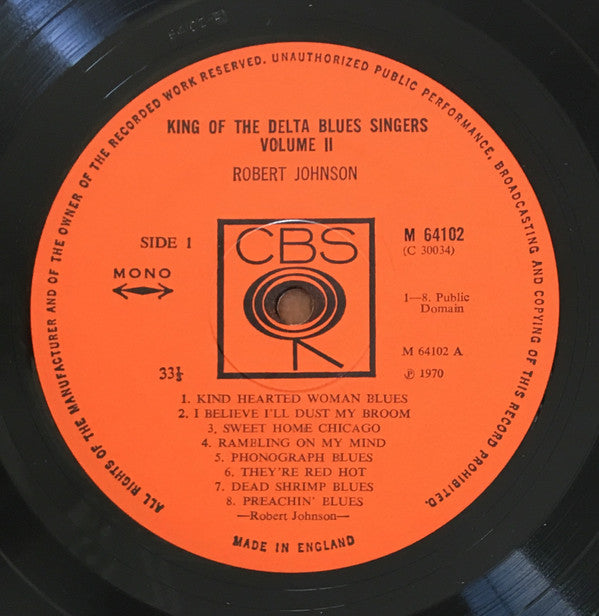 ALL RIGHTS OF THE MANUFACTURER AND OF THE OWNER OF THE RECORDED WORK RESERVED. UNAUTHORIZED PUBLIC PERFORMANCE, BROADCASTING AND COPYING OF THIS RECORD PROHIBITED.
KING OF THE DELTA BLUES SINGERS
VOLUME II
ROBERT JOHNSON
SIDE 1
MONO
33⅓
CBS
M 64102
(C 30034)
1—8. Public
Domain
M 64102 A
℗ 1970
1. KIND HEARTED WOMAN BLUES
2. I BELIEVE I'LL DUST MY BROOM
3. SWEET HOME CHICAGO
4. RAMBLING ON MY MIND
5. PHONOGRAPH BLUES
6. THEY'RE RED HOT
7. DEAD SHRIMP BLUES
8. PREACHIN' BLUES
—Robert Johnson—
MADE IN ENGLAND